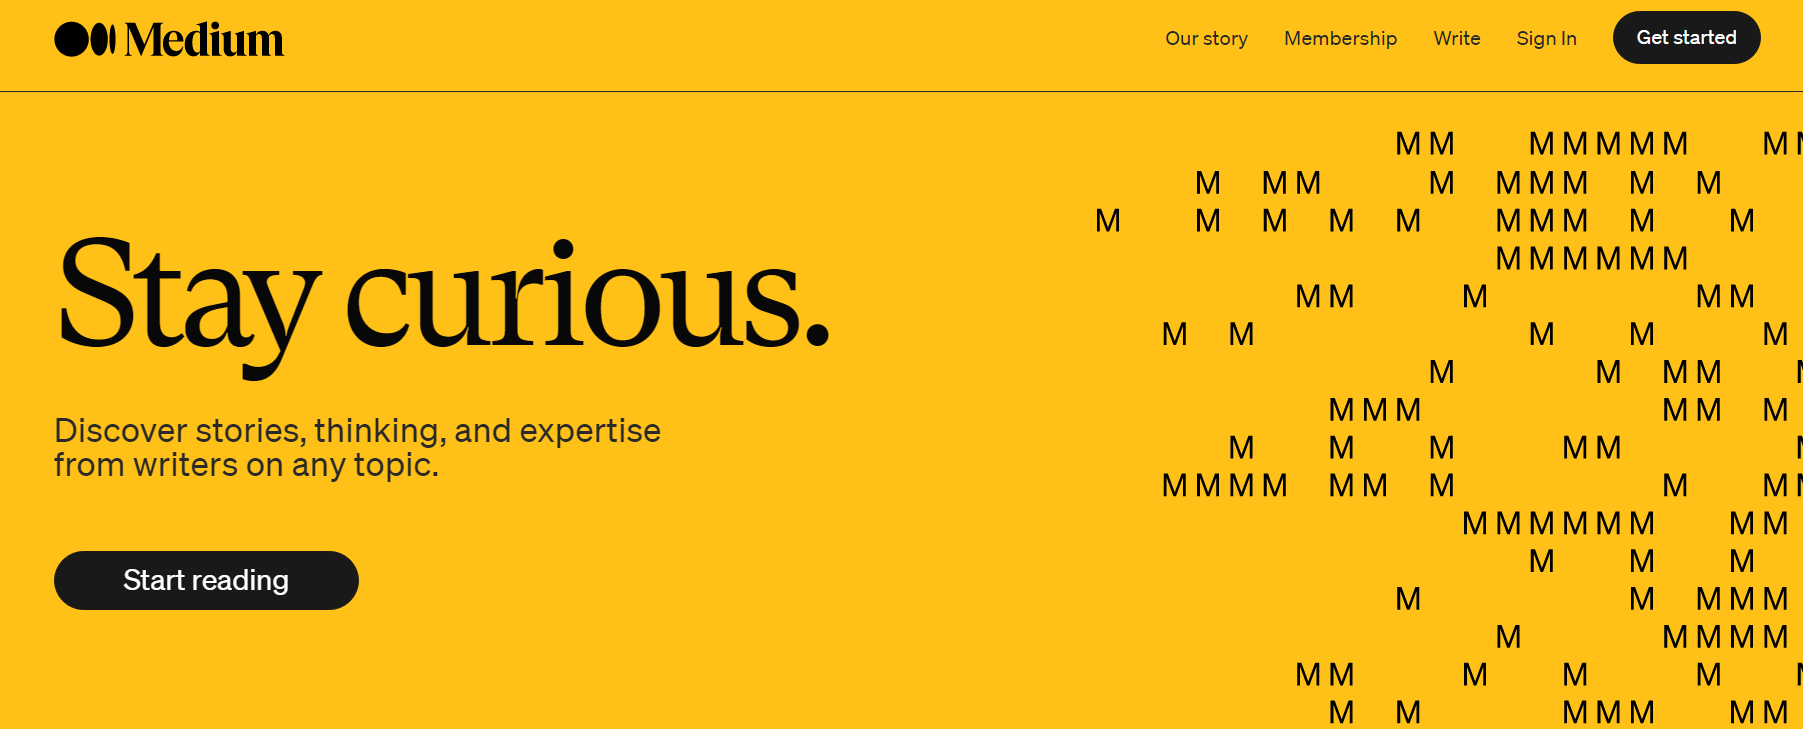 Medium
Our story Membership Write Sign In Get started
Stay curious.
Discover stories, thinking, and expertise
from writers on any topic.
Start reading
M M M M M M M M M
M M M M M M M M M
M M M M M M M M M M
M M M M M M
M M M M M
M M M M M
M M M M M
M M M M M M
M M M M M M
M M M M M M M M M M
M M M M M M M M
M M M
M M M M M
M M M M M
M M M M M M
M M M M M M M